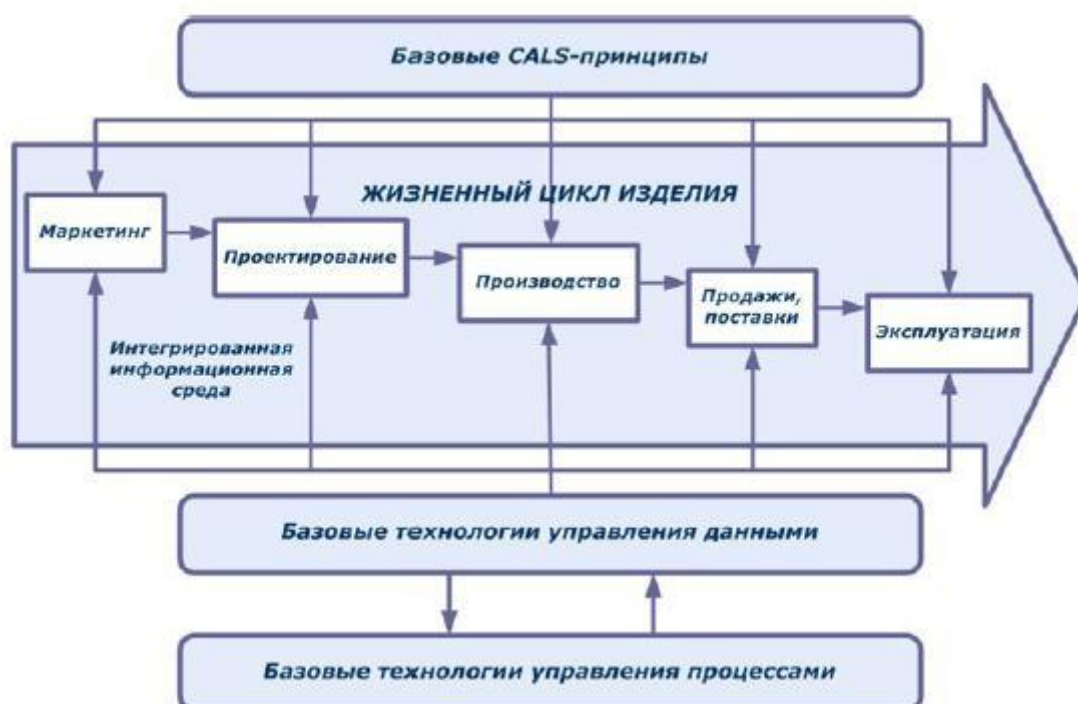 Базовые CALS-принципы
ЖИЗНЕННЫЙ ЦИКЛ ИЗДЕЛИЯ
Маркетинг
Проектирование
Производство
Продажи,
поставки
Эксплуатация
Интегрированная
информационная
среда
Базовые технологии управления данными
Базовые технологии управления процессами